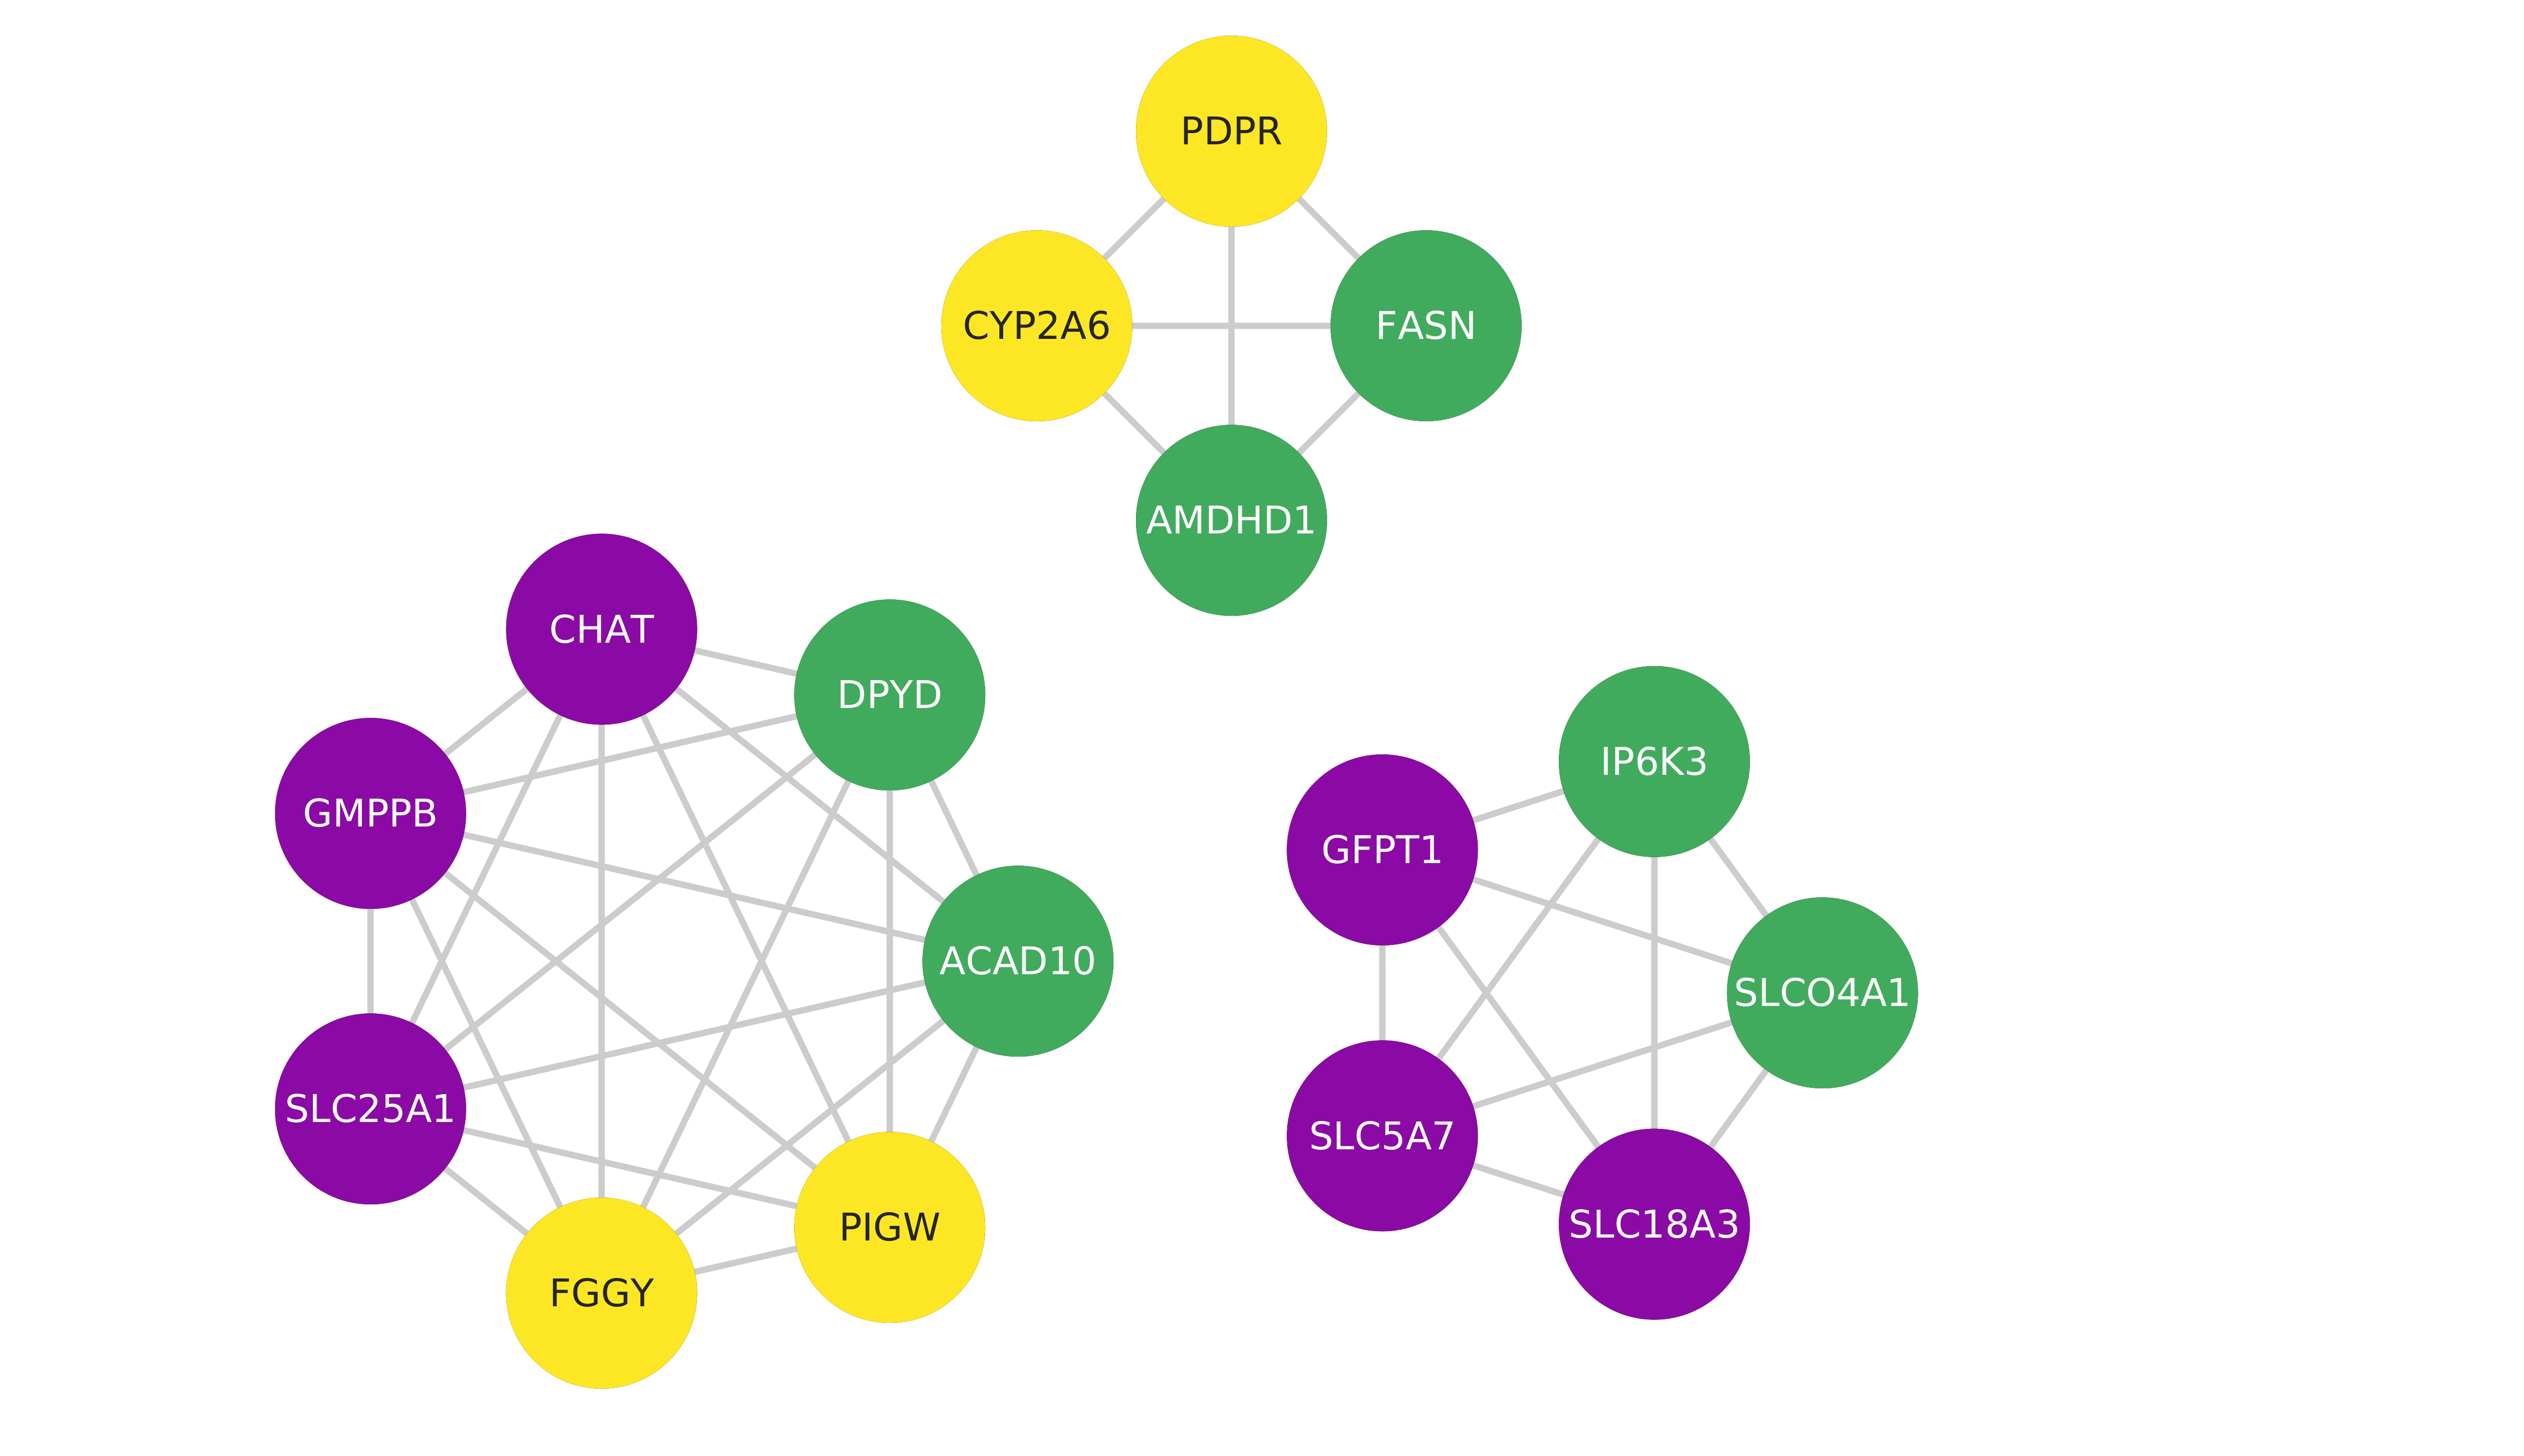 PDPR
CYP2A6
FASN
AMDHD1
CHAT
DPYD
GMPPB
ACAD10
SLC25A1
PIGW
FGGY
IP6K3
GFPT1
SLCO4A1
SLC5A7
SLC18A3